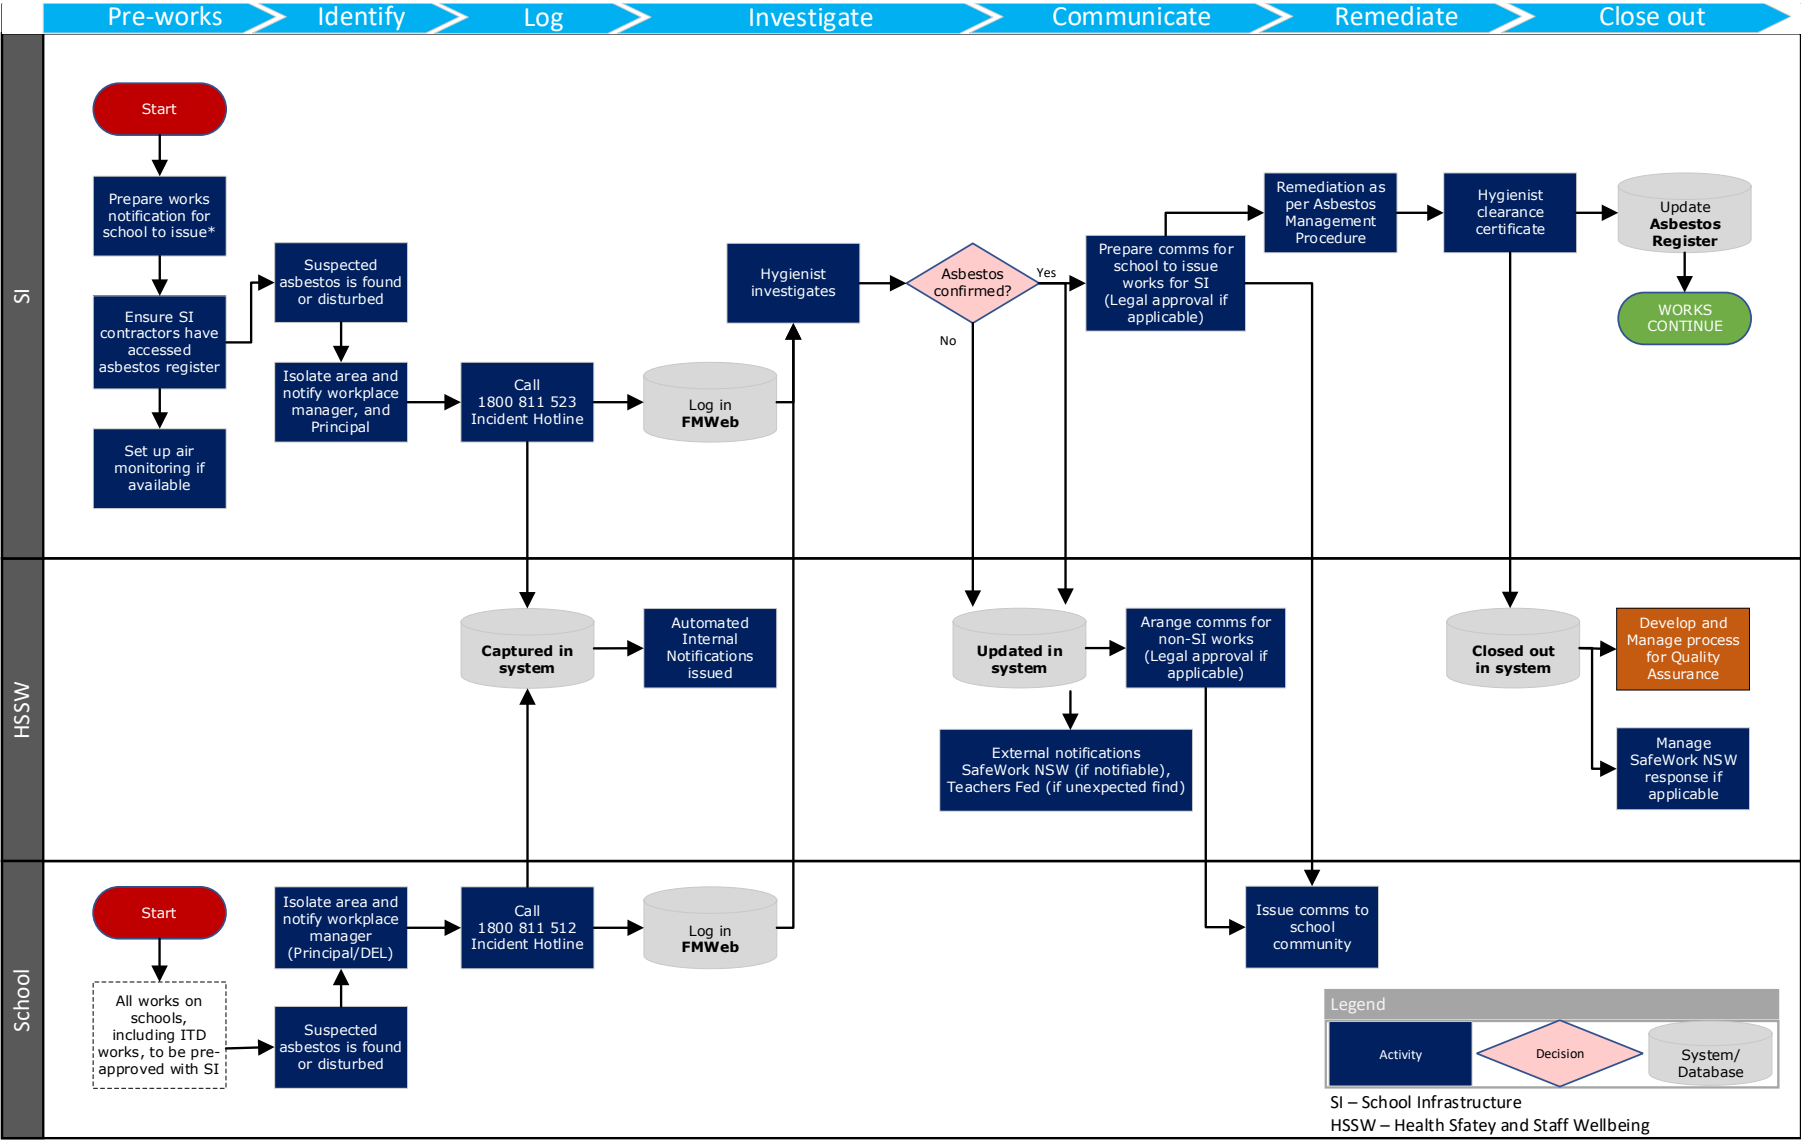 Pre-works
Identify
Log
Investigate
Communicate
Remediate
Close out
SI
Start
Prepare works
notification for
school to issue*
Ensure SI
contractors have
accessed
asbestos register
Set up air
monitoring if
available
Suspected
asbestos is found
or disturbed
Isolate area and
notify workplace
manager, and
Principal
Call
1800 811 523
Incident Hotline
Log in
FMWeb
Hygienist
investigates
Asbestos
confirmed?
Yes
No
Prepare comms for
school to issue
works for SI
(Legal approval if
applicable)
Remediation as
per Asbestos
Management
Procedure
Hygienist
clearance
certificate
Update
Asbestos
Register
WORKS
CONTINUE
HSSW
Captured in
system
Automated
Internal
Notifications
issued
Updated in
system
Arange comms for
non-SI works
(Legal approval if
applicable)
External notifications
SafeWork NSW (if notifiable),
Teachers Fed (if unexpected find)
Closed out
in system
Develop and
Manage process
for Quality
Assurance
Manage
SafeWork NSW
response if
applicable
School
Start
All works on
schools,
including ITD
works, to be pre-
approved with SI
Isolate area and
notify workplace
manager
(Principal/DEL)
Suspected
asbestos is found
or disturbed
Call
1800 811 512
Incident Hotline
Log in
FMWeb
Issue comms to
school
community
Legend
Activity
Decision
System/
Database
SI – School Infrastructure
HSSW – Health Sfatey and Staff Wellbeing